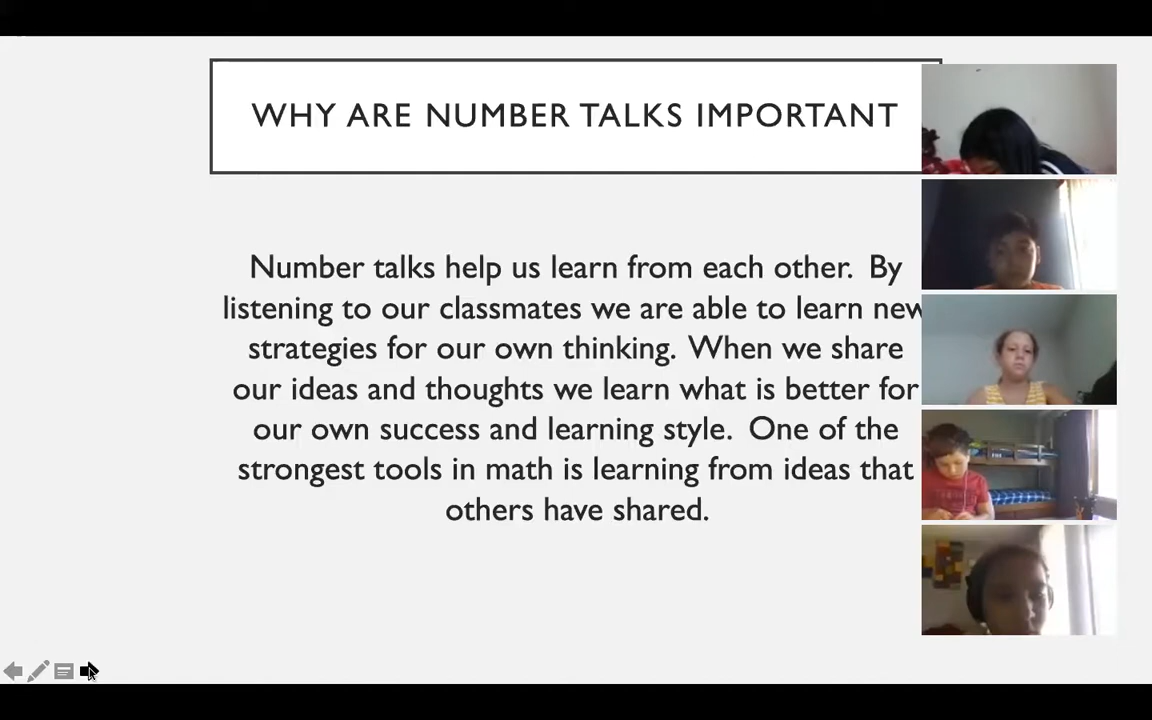 WHY ARE NUMBER TALKS IMPORTANT
Number talks help us learn from each other. By
listening to our classmates we are able to learn new
strategies for our own thinking. When we share
our ideas and thoughts we learn what is better for
our own success and learning style. One of the
strongest tools in math is learning from ideas that
others have shared.